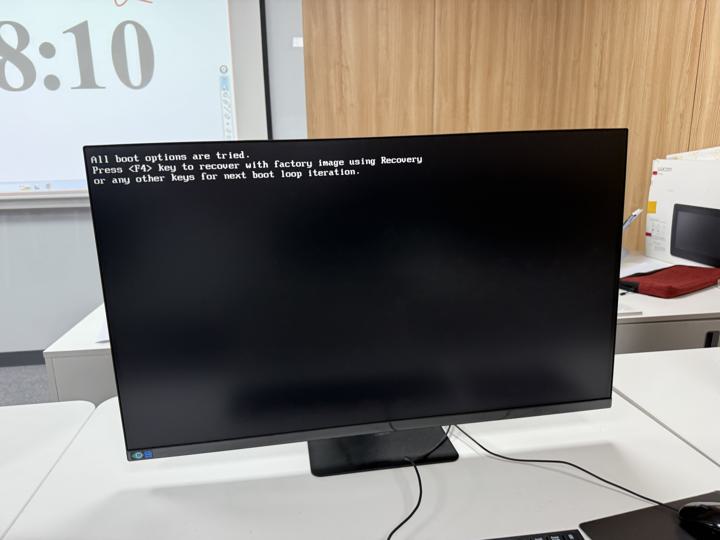 8:10
All boot options are tried.
Press <F4> key to recover with factory image using Recovery
or any other keys for next boot loop iteration.